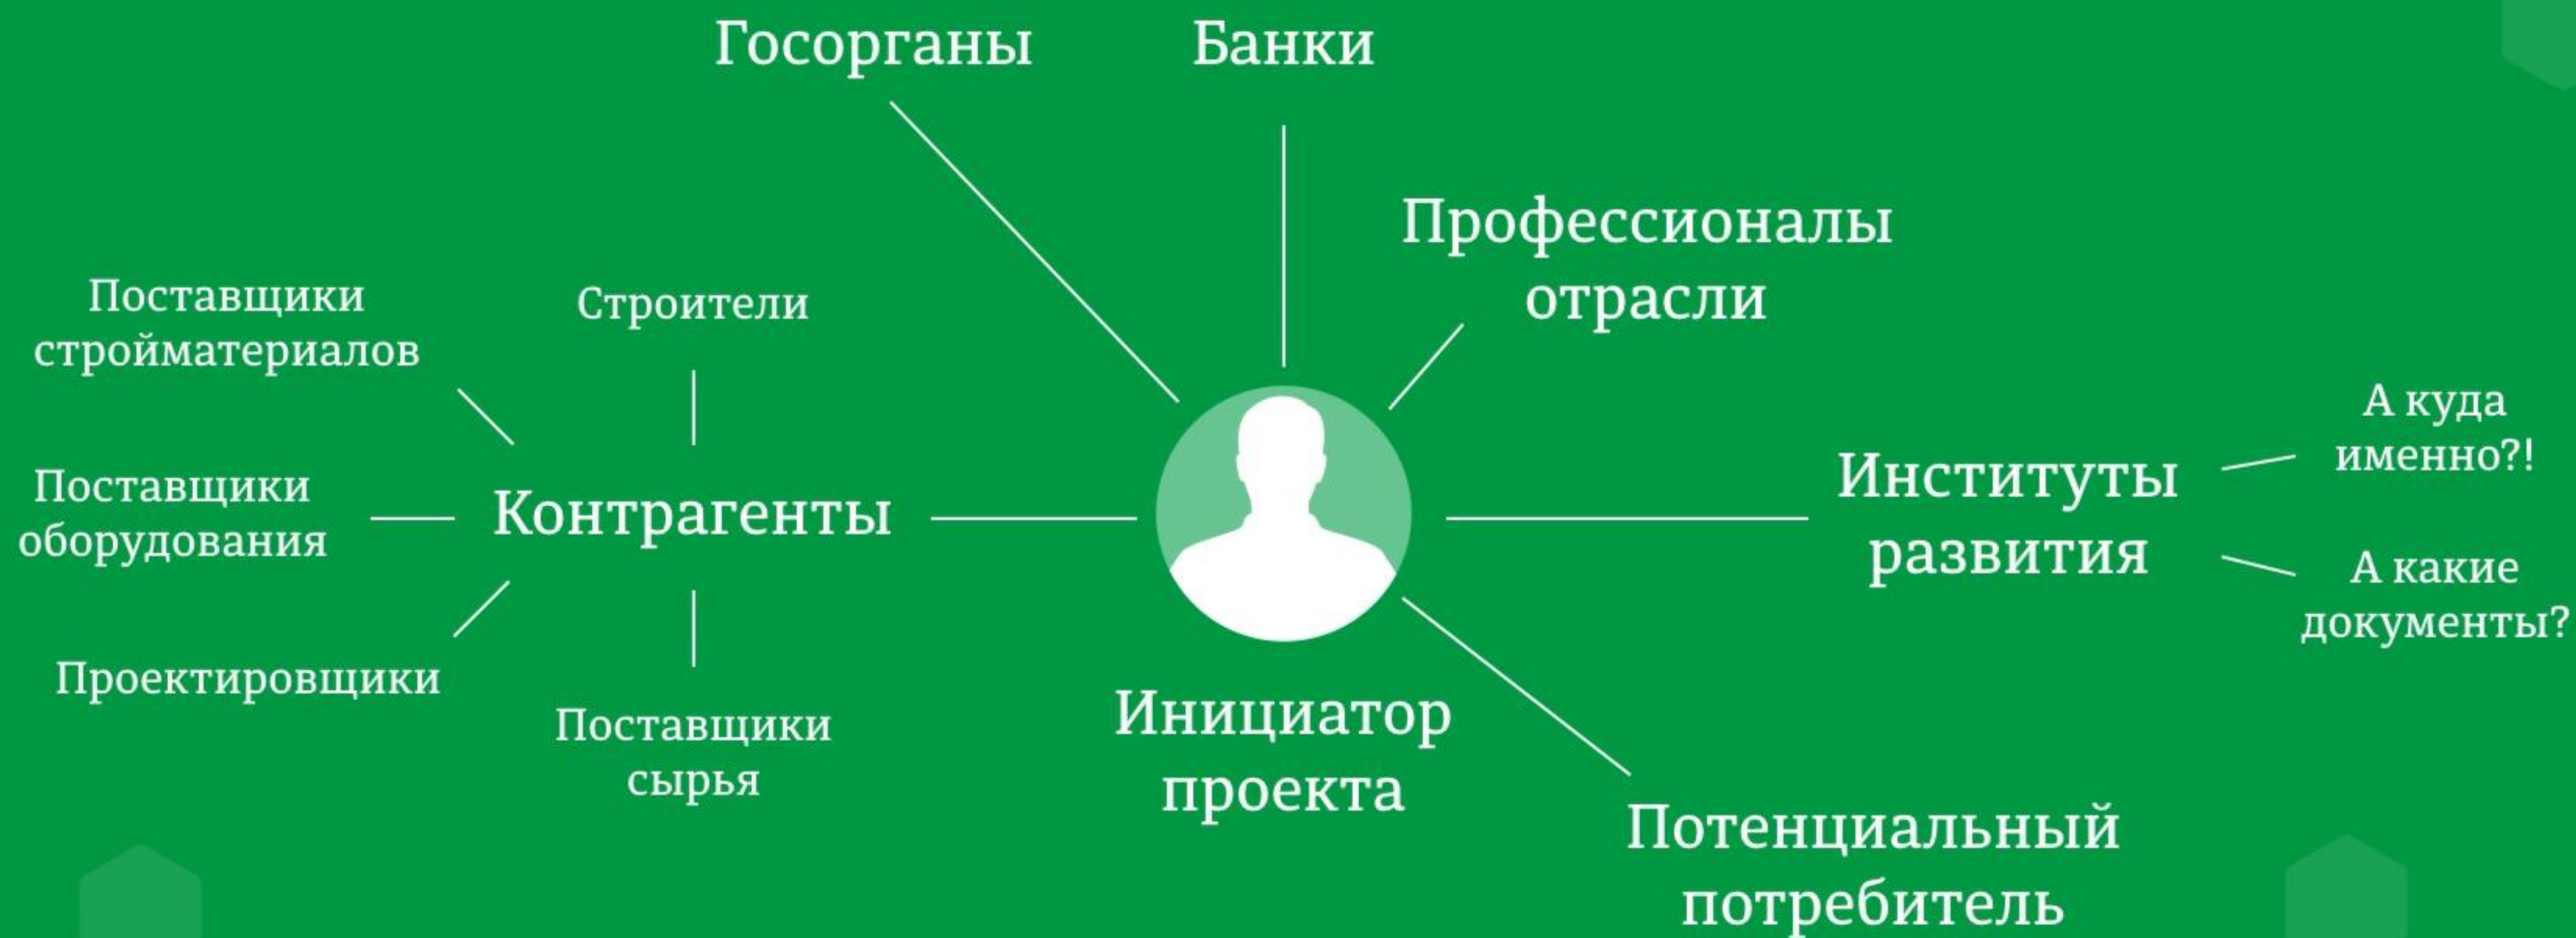 Госорганы
Банки
Профессионалы
отрасли
Поставщики
стройматериалов
Строители
Поставщики
оборудования
Контрагенты
Проектировщики
Поставщики
сырья
Инициатор
проекта
Институты
развития
А куда
именно?!
А какие
документы?
Потенциальный
потребитель